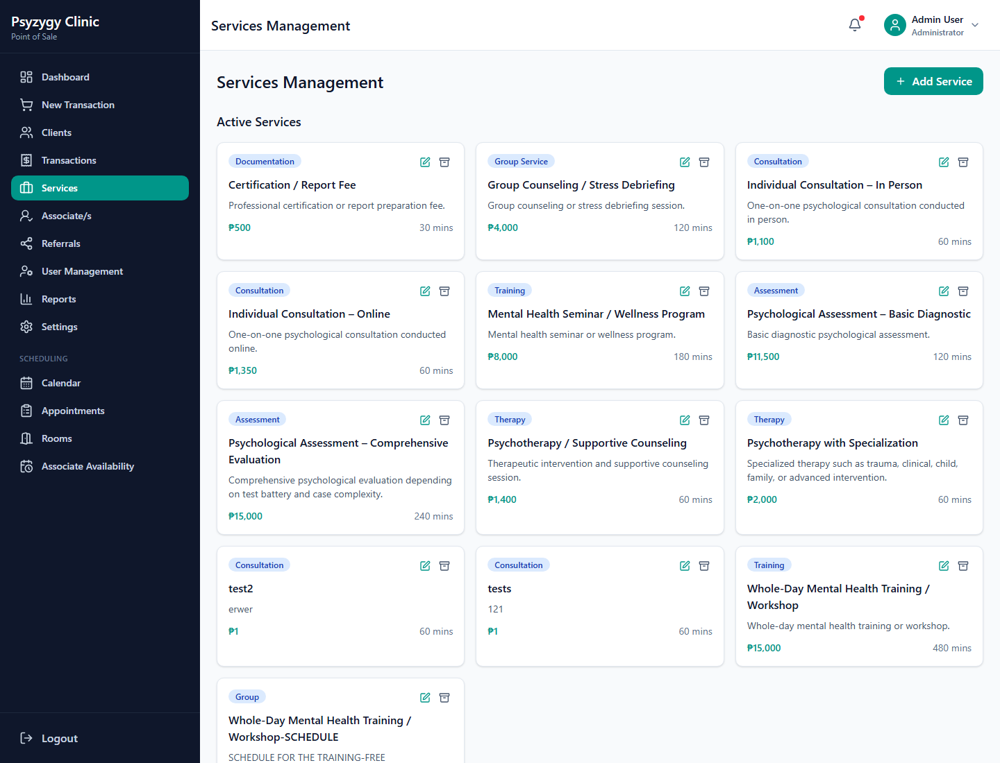 Psyzygy Clinic
Point of Sale
Dashboard
New Transaction
Clients
Transactions
Services
Associate/s
Referrals
User Management
Reports
Settings
SCHEDULING
Calendar
Appointments
Rooms
Associate Availability
Logout
Services Management
Admin User
Administrator
Services Management
+ Add Service
Active Services
Documentation
Certification / Report Fee
Professional certification or report preparation fee.
₱500 30 mins
Group Service
Group Counseling / Stress Debriefing
Group counseling or stress debriefing session.
₱4,000 120 mins
Consultation
Individual Consultation – In Person
One-on-one psychological consultation conducted
in person.
₱1,100 60 mins
Consultation
Individual Consultation – Online
One-on-one psychological consultation conducted
online.
₱1,350 60 mins
Training
Mental Health Seminar / Wellness Program
Mental health seminar or wellness program.
₱8,000 180 mins
Assessment
Psychological Assessment – Basic Diagnostic
Basic diagnostic psychological assessment.
₱11,500 120 mins
Assessment
Psychological Assessment – Comprehensive
Evaluation
Comprehensive psychological evaluation depending
on test battery and case complexity.
₱15,000 240 mins
Therapy
Psychotherapy / Supportive Counseling
Therapeutic intervention and supportive counseling
session.
₱1,400 60 mins
Therapy
Psychotherapy with Specialization
Specialized therapy such as trauma, clinical, child,
family, or advanced intervention.
₱2,000 60 mins
Consultation
test2
erwer
₱1 60 mins
Consultation
tests
121
₱1 60 mins
Training
Whole-Day Mental Health Training /
Workshop
Whole-day mental health training or workshop.
₱15,000 480 mins
Group
Whole-Day Mental Health Training /
Workshop-SCHEDULE
SCHEDULE FOR THE TRAINING-FREE